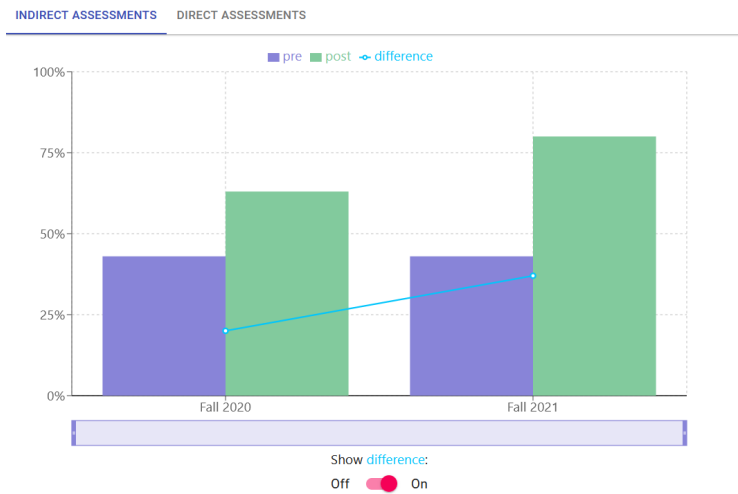 INDIRECT ASSESSMENTS DIRECT ASSESSMENTS
pre post difference
100%
75%
50%
25%
0%
Fall 2020 Fall 2021
Show difference:
Off On